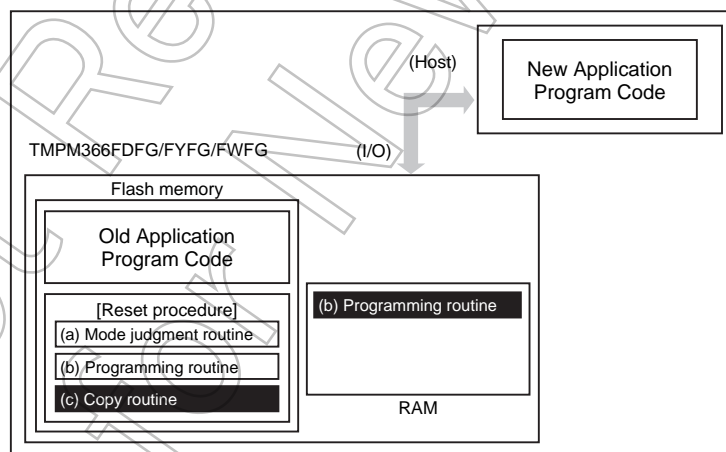 (Host)
New Application
Program Code
TMPM366FDFG/FYFG/FWFG
(I/O)
Flash memory
Old Application
Program Code
[Reset procedure]
(a) Mode judgment routine
(b) Programming routine
(c) Copy routine
(b) Programming routine
RAM